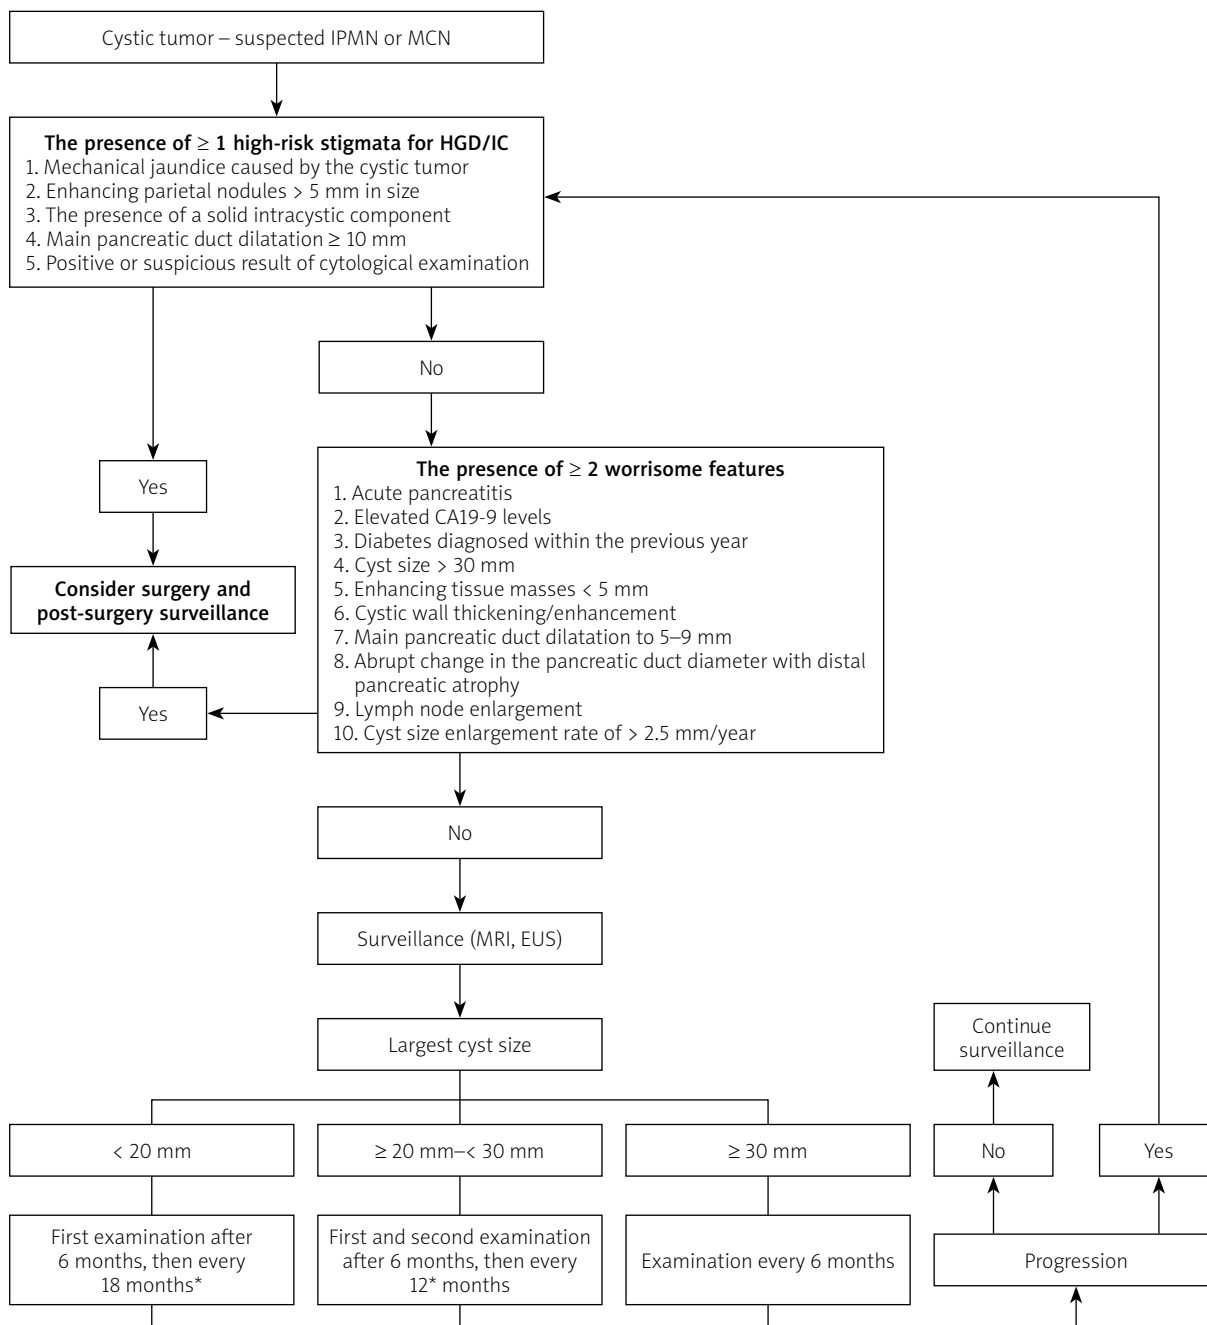 Cystic tumor – suspected IPMN or MCN
The presence of ≥ 1 high-risk stigmata for HGD/IC
1. Mechanical jaundice caused by the cystic tumor
2. Enhancing parietal nodules > 5 mm in size
3. The presence of a solid intracystic component
4. Main pancreatic duct dilatation ≥ 10 mm
5. Positive or suspicious result of cytological examination
No
Yes
The presence of ≥ 2 worrisome features
1. Acute pancreatitis
2. Elevated CA19-9 levels
3. Diabetes diagnosed within the previous year
4. Cyst size > 30 mm
5. Enhancing tissue masses < 5 mm
6. Cystic wall thickening/enhancement
7. Main pancreatic duct dilatation to 5–9 mm
8. Abrupt change in the pancreatic duct diameter with distal
pancreatic atrophy
9. Lymph node enlargement
10. Cyst size enlargement rate of > 2.5 mm/year
Consider surgery and
post-surgery surveillance
Yes
No
Surveillance (MRI, EUS)
Largest cyst size
Continue
surveillance
< 20 mm
≥ 20 mm–< 30 mm
≥ 30 mm
No
Yes
First examination after
6 months, then every
18 months*
First and second examination
after 6 months, then every
12* months
Examination every 6 months
Progression